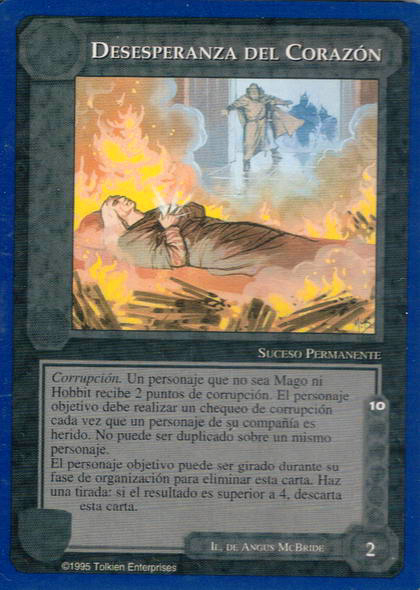 Desesperanza del Corazón
Suceso Permanente
Corrupción. Un personaje que no sea Mago ni
Hobbit recibe 2 puntos de corrupción. El personaje
objetivo debe realizar un chequeo de corrupción
cada vez que un personaje de su compañía es
herido. No puede ser duplicado sobre un mismo
personaje.
El personaje objetivo puede ser girado durante su
fase de organización para eliminar esta carta. Haz
una tirada: si el resultado es superior a 4, descarta
esta carta.
10
Il. de Angus McBride
2
©1995 Tolkien Enterprises